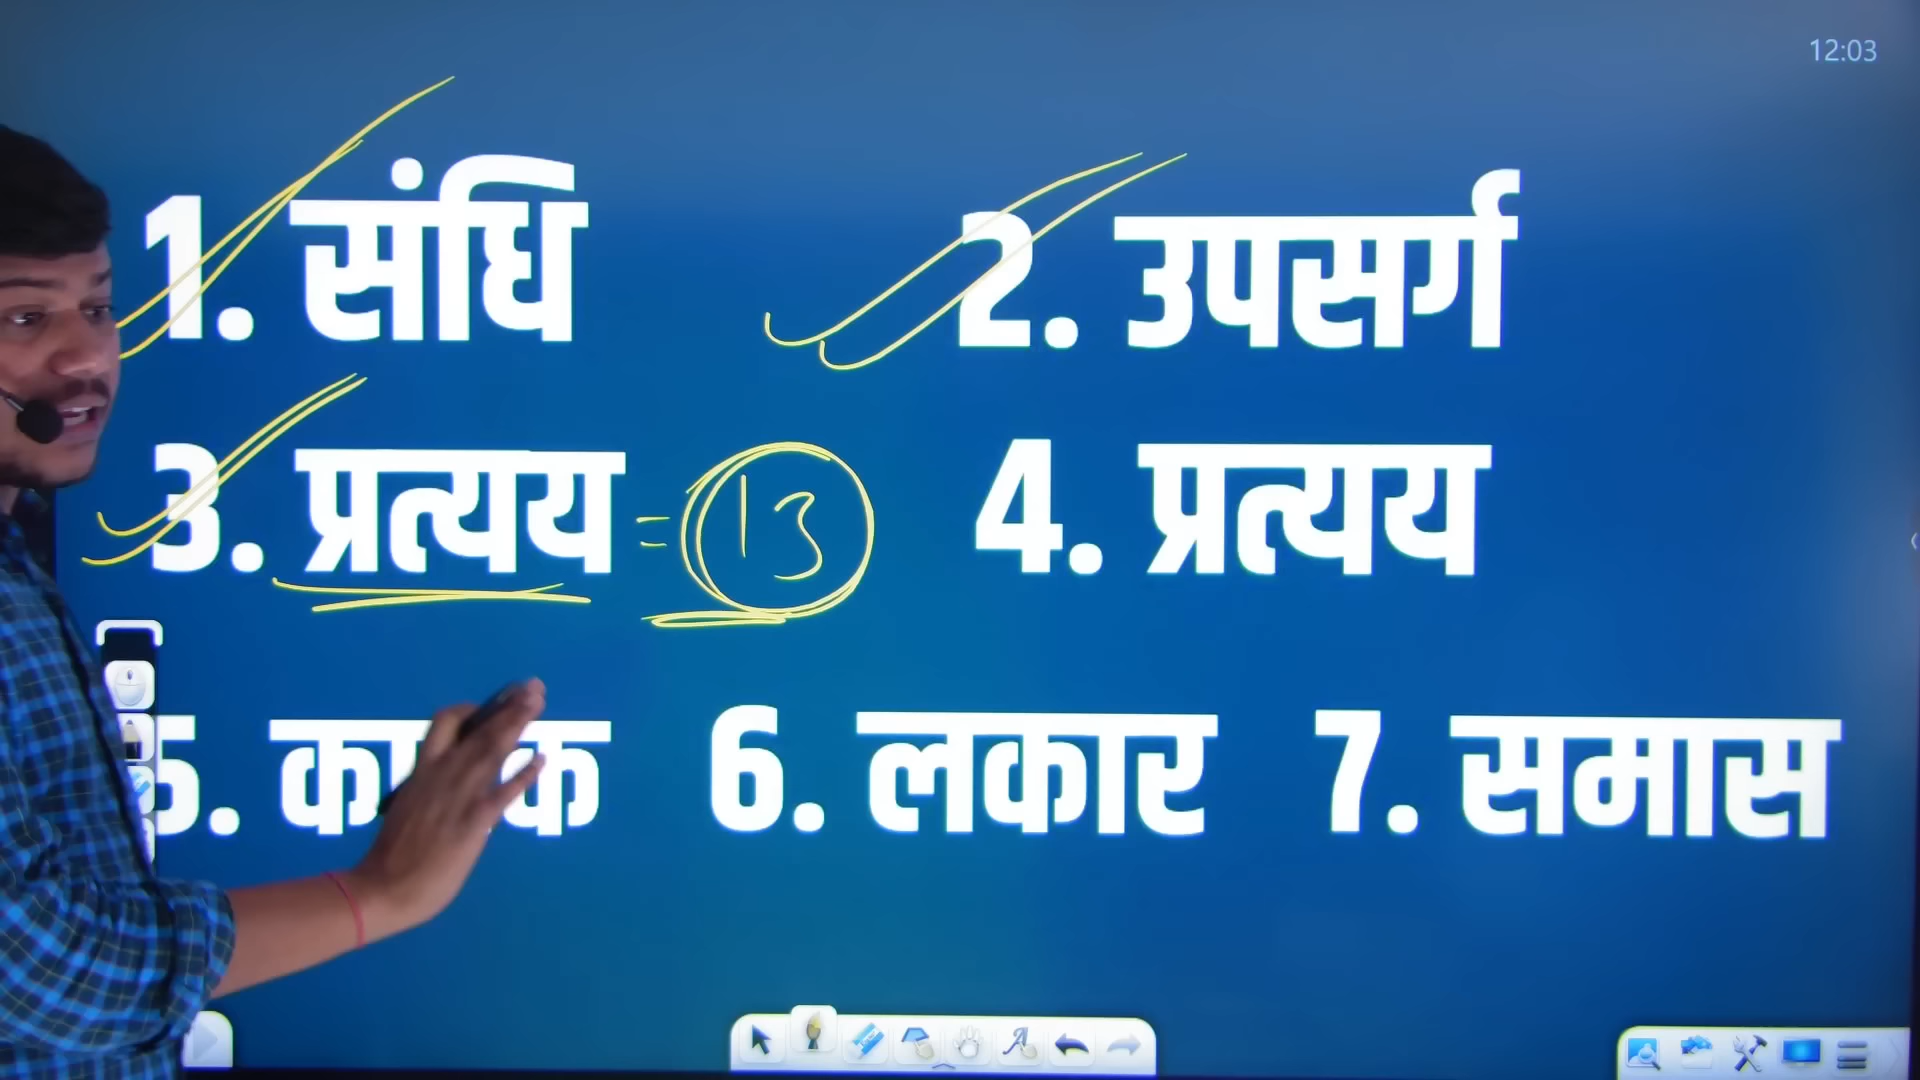 12:03
1. संधि 2. उपसर्ग
3. प्रत्यय = 13 4. प्रत्यय
5. 6. लकार 7. समास